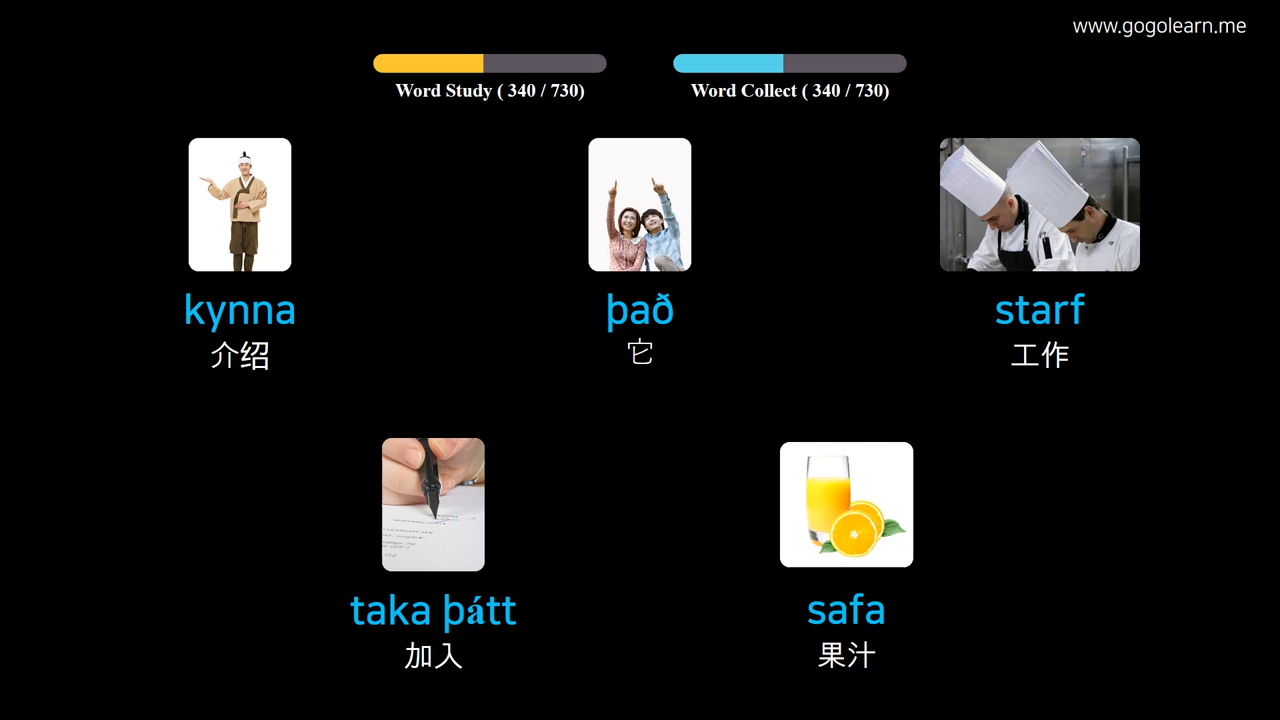 www.gogolearn.me
Word Study ( 340 / 730)
Word Collect ( 340 / 730)
kynna
介绍
það
它
starf
工作
taka þátt
加入
safa
果汁